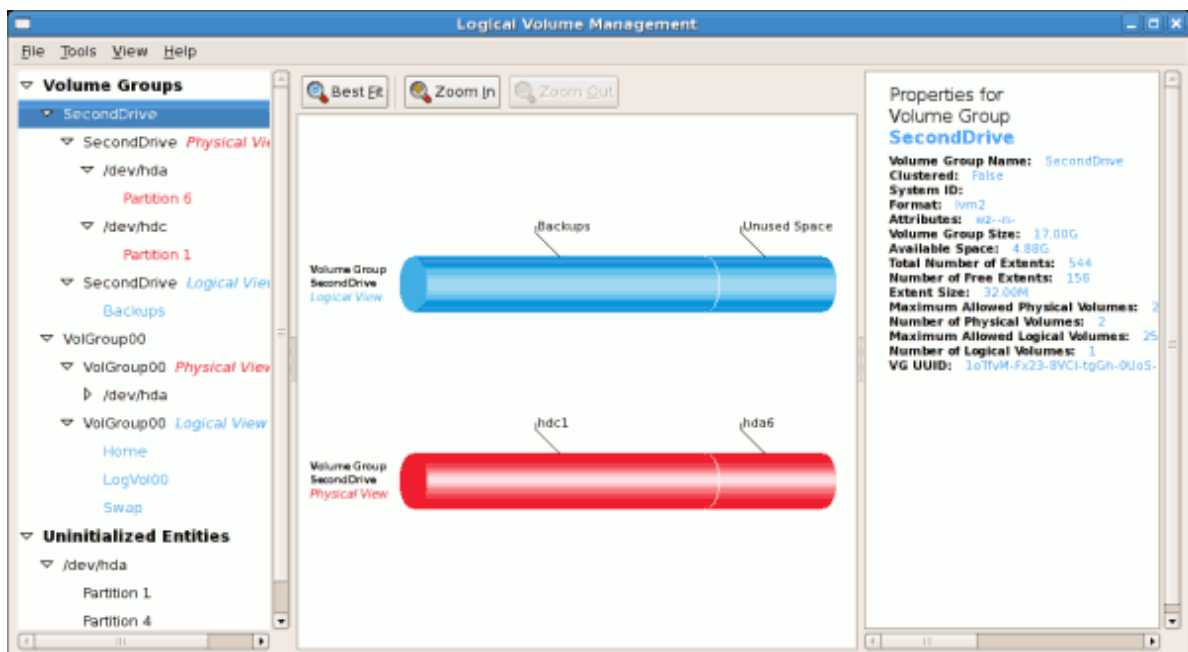 Logical Volume Management
File Tools View Help
Volume Groups
SecondDrive
SecondDrive Physical Vie
/dev/hda
Partition 6
/dev/hdc
Partition 1
SecondDrive Logical View
Backups
VolGroup00
VolGroup00 Physical View
/dev/hda
VolGroup00 Logical View
Home
LogVol00
Swap
Uninitialized Entities
/dev/hda
Partition 1
Partition 4
Best Fit Zoom In Zoom Out
Backups Unused Space
Volume Group
SecondDrive
Logical View
hdc1 hda6
Volume Group
SecondDrive
Physical View
Properties for
Volume Group
SecondDrive
Volume Group Name: SecondDrive
Clustered: False
System ID:
Format: lvm2
Attributes: wz--n-
Volume Group Size: 17.00G
Available Space: 4.88G
Total Number of Extents: 544
Number of Free Extents: 156
Extent Size: 32.00M
Maximum Allowed Physical Volumes: 2
Number of Physical Volumes: 2
Maximum Allowed Logical Volumes: 25
Number of Logical Volumes: 1
VG UUID: